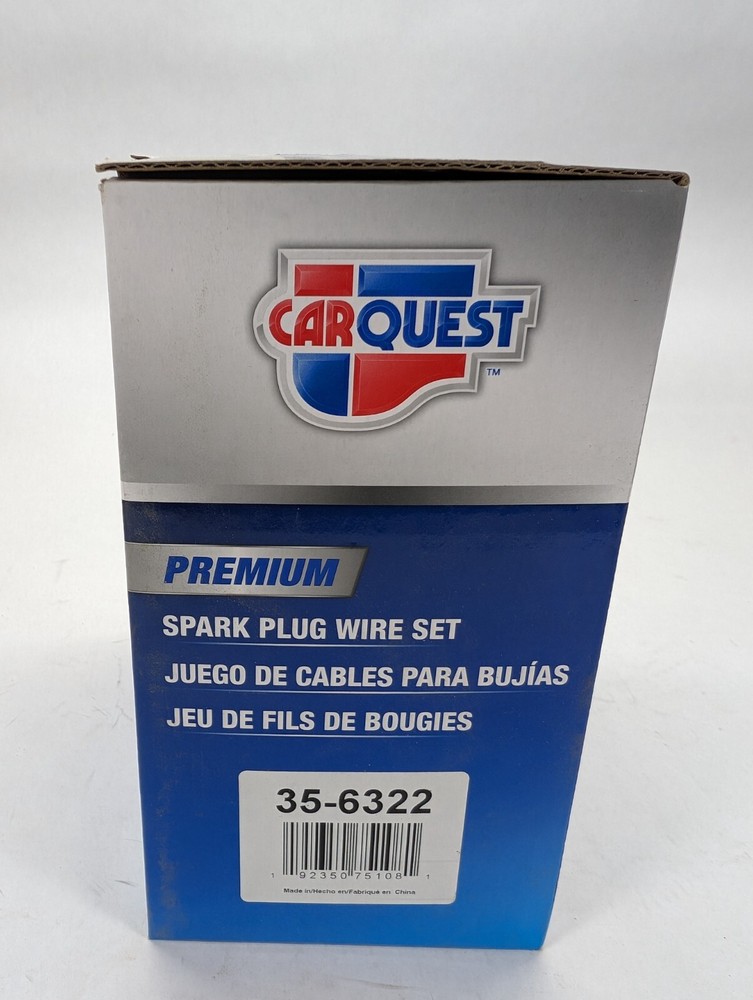 CARQUEST
TM
PREMIUM
SPARK PLUG WIRE SET
JUEGO DE CABLES PARA BUJÍAS
JEU DE FILS DE BOUGIES
35-6322
1 92350 75108 1
Made in/Hecho en/Fabriqué en China